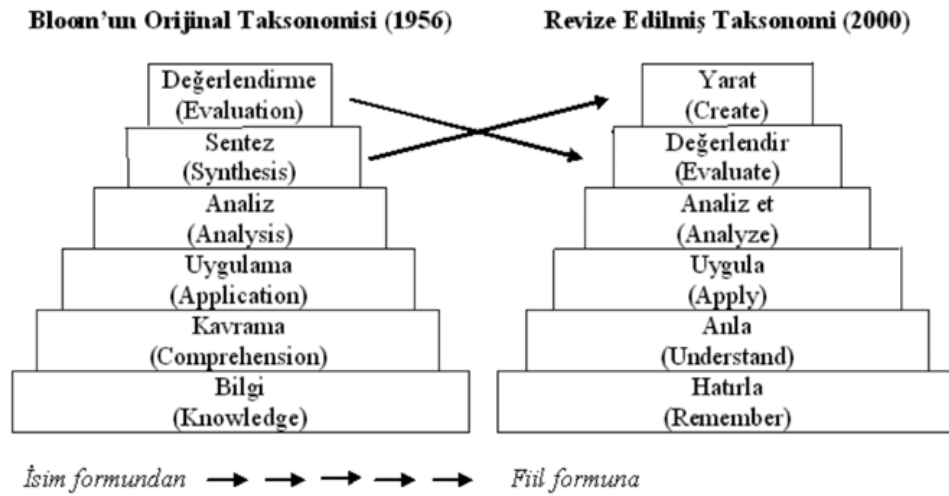 Bloom'un Orijinal Taksonomisi (1956)
Değerlendirme
(Evaluation)
Sentez
(Synthesis)
Analiz
(Analysis)
Uygulama
(Application)
Kavrama
(Comprehension)
Bilgi
(Knowledge)
Revize Edilmiş Taksonomi (2000)
Yarat
(Create)
Değerlendir
(Evaluate)
Analiz et
(Analyze)
Uygula
(Apply)
Anla
(Understand)
Hatırla
(Remember)
İsim formundan
Fiil formuna